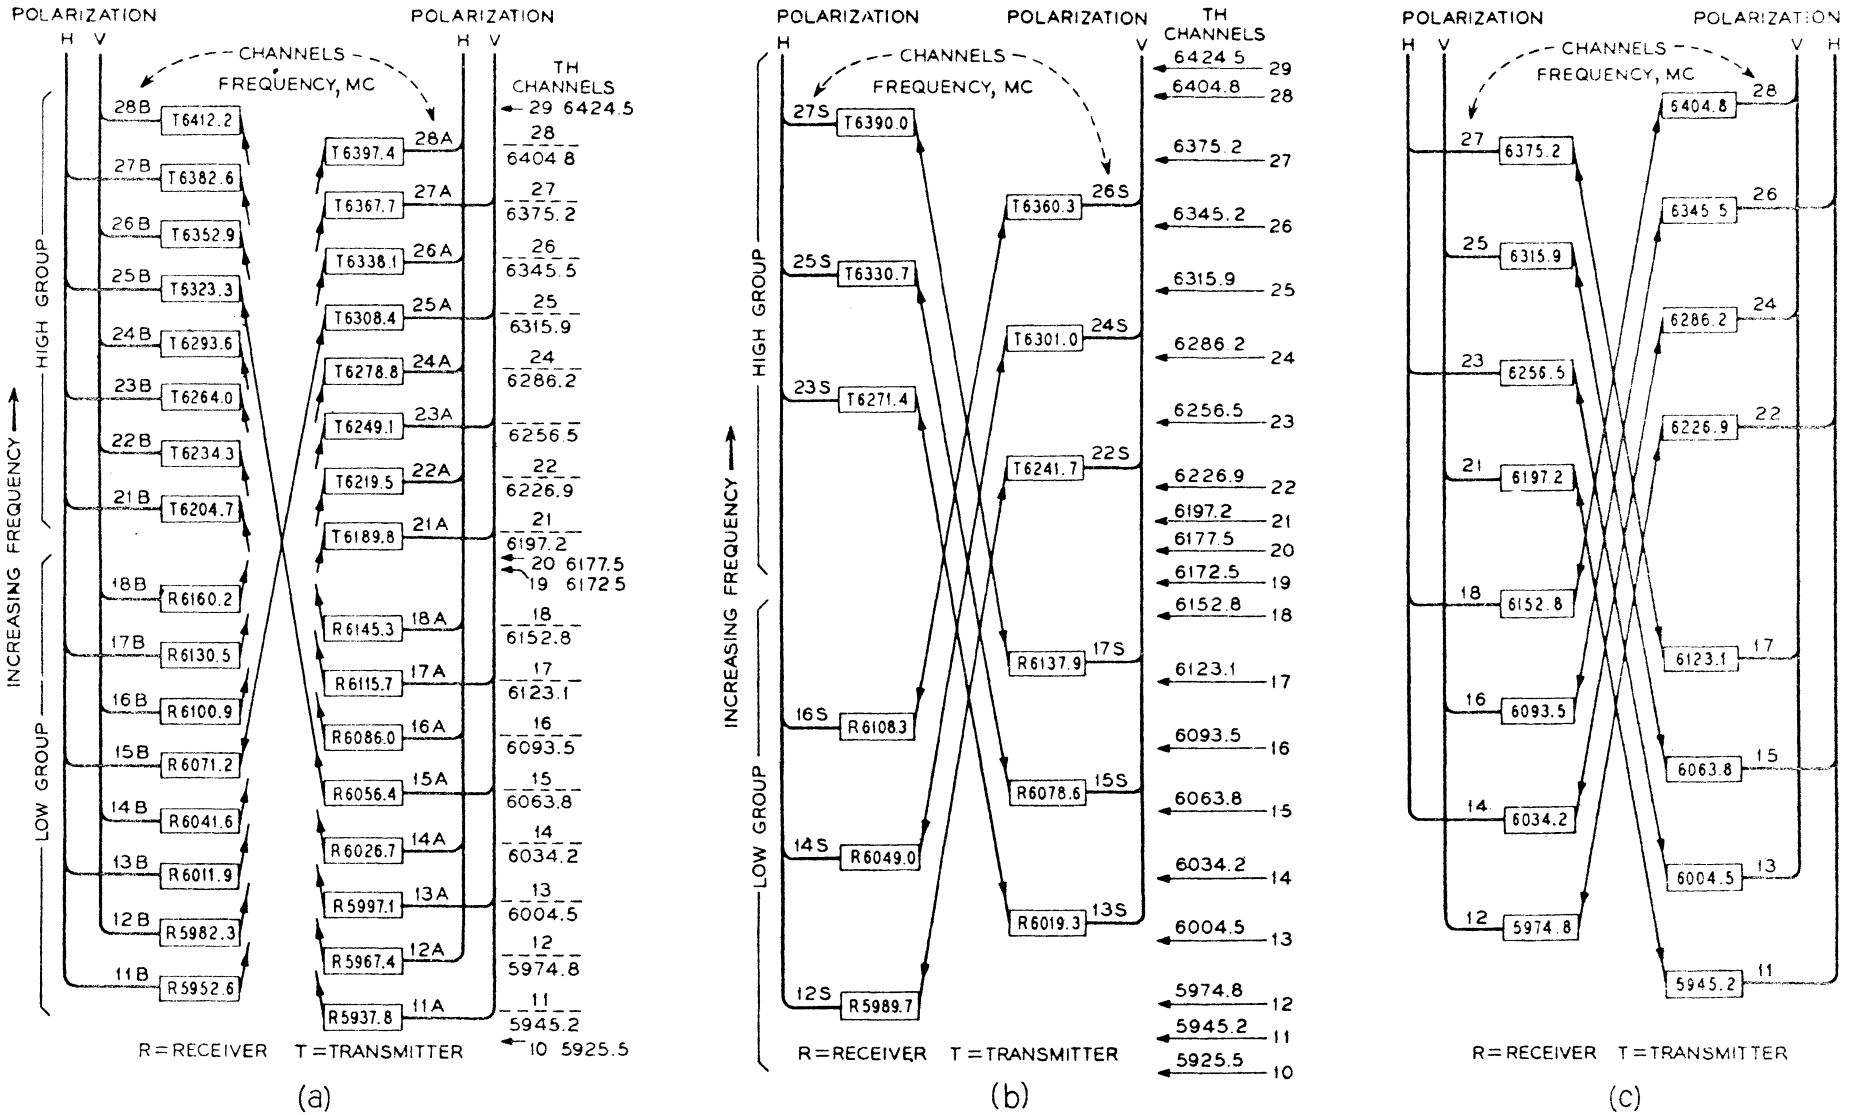 POLARIZATION
H V
POLARIZATION
H V
CHANNELS
FREQUENCY, MC
TH
CHANNELS
28B T6412.2
27B T6382.6
26B T6352.9
25B T6323.3
24B T6293.6
23B T6264.0
22B T6234.3
21B T6204.7
18B R6160.2
17B R6130.5
16B R6100.9
15B R6071.2
14B R6041.6
13B R6011.9
12B R5982.3
11B R5952.6
T6397.4 28A
T6367.7 27A
T6338.1 26A
T6308.4 25A
T6278.8 24A
T6249.1 23A
T6219.5 22A
T6189.8 21A
R6145.3 18A
R6115.7 17A
R6086.0 16A
R6056.4 15A
R6026.7 14A
R5997.1 13A
R5967.4 12A
R5937.8 11A
29 6424.5
28
6404.8
27
6375.2
26
6345.5
25
6315.9
24
6286.2
6256.5
22
6226.9
21
6197.2
20 6177.5
19 6172.5
18
6152.8
17
6123.1
16
6093.5
15
6063.8
14
6034.2
13
6004.5
12
5974.8
11
5945.2
10 5925.5
HIGH GROUP
LOW GROUP
INCREASING FREQUENCY
R=RECEIVER T=TRANSMITTER
(a)
POLARIZATION
H
POLARIZATION
V
CHANNELS
FREQUENCY, MC
TH
CHANNELS
27S T6390.0
25S T6330.7
23S T6271.4
16S R6108.3
14S R6049.0
12S R5989.7
T6360.3 26S
T6301.0 24S
T6241.7 22S
R6137.9 17S
R6078.6 15S
R6019.3 13S
6424.5 29
6404.8 28
6375.2 27
6345.2 26
6315.9 25
6286.2 24
6256.5 23
6226.9 22
6197.2 21
6177.5 20
6172.5 19
6152.8 18
6123.1 17
6093.5 16
6063.8 15
6034.2 14
6004.5 13
5974.8 12
5945.2 11
5925.5 10
HIGH GROUP
LOW GROUP
INCREASING FREQUENCY
R=RECEIVER T=TRANSMITTER
(b)
POLARIZATION
H V
POLARIZATION
V H
CHANNELS
FREQUENCY, MC
27 6375.2
25 6315.9
23 6256.5
21 6197.2
18 6152.8
16 6093.5
14 6034.2
12 5974.8
6404.8 28
6345.5 26
6286.2 24
6226.9 22
6123.1 17
6063.8 15
6004.5 13
5945.2 11
R=RECEIVER T=TRANSMITTER
(c)